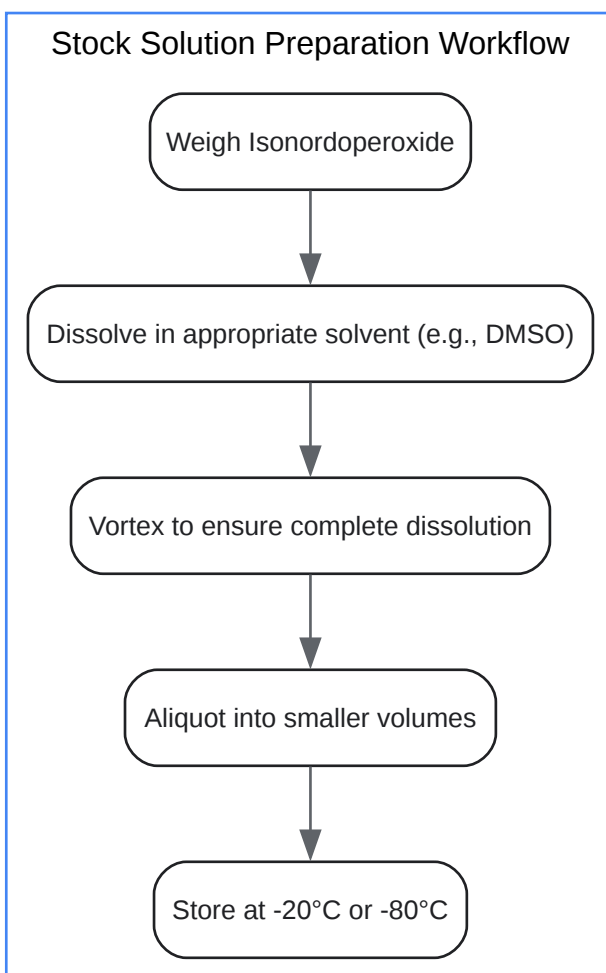 Stock Solution Preparation Workflow
Weigh Isonordoperoxide
Dissolve in appropriate solvent (e.g., DMSO)
Vortex to ensure complete dissolution
Aliquot into smaller volumes
Store at -20°C or -80°C